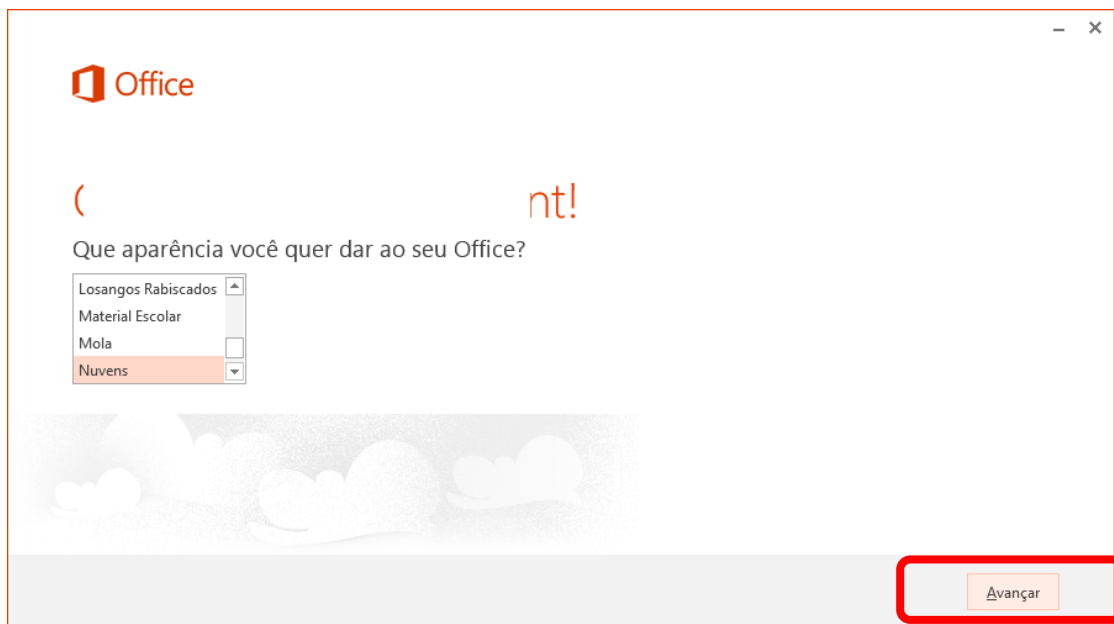 Office
nt!
Que aparência você quer dar ao seu Office?
Losangos Rabiscados
Material Escolar
Mola
Nuvens
Avançar